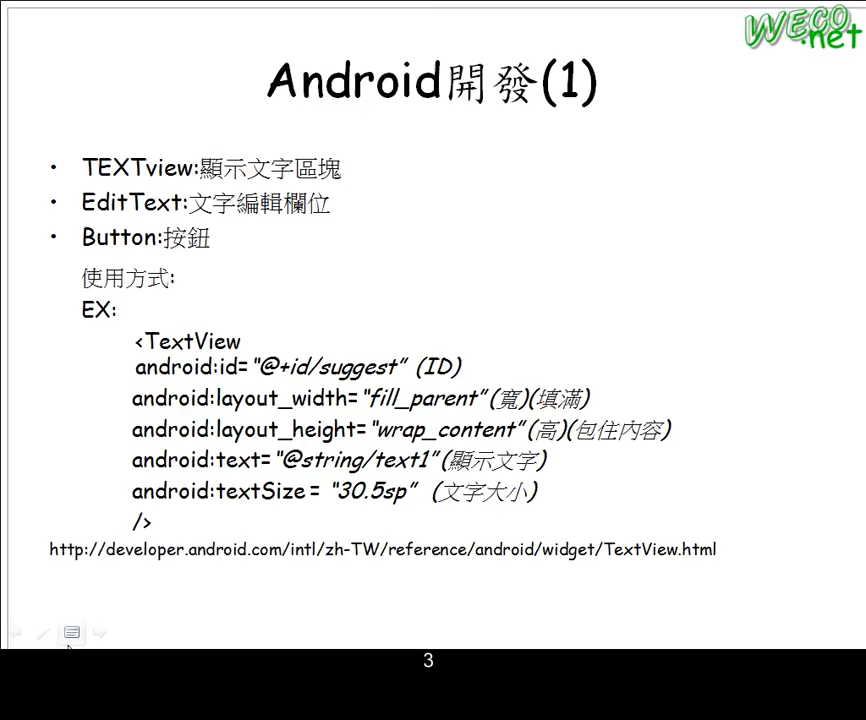 WECO
.net
Android開發(1)
• TEXTview:顯示文字區塊
• EditText:文字編輯欄位
• Button:按鈕
使用方式:
EX:
<TextView
android:id="@+id/suggest" (ID)
android:layout_width="fill_parent"(寬)(填滿)
android:layout_height="wrap_content"(高)(包住內容)
android:text="@string/text1"(顯示文字)
android:textSize = "30.5sp" (文字大小)
/>
http://developer.android.com/intl/zh-TW/reference/android/widget/TextView.html
3